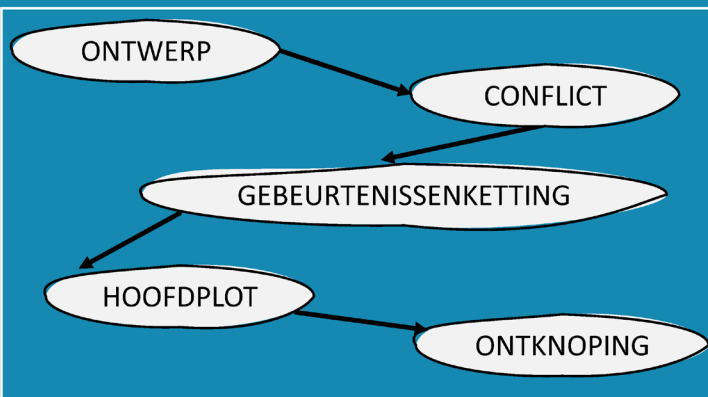 ONTWERP
CONFLICT
GEBEURTENISSENKETTING
HOOFDPLOT
ONTKNOPING